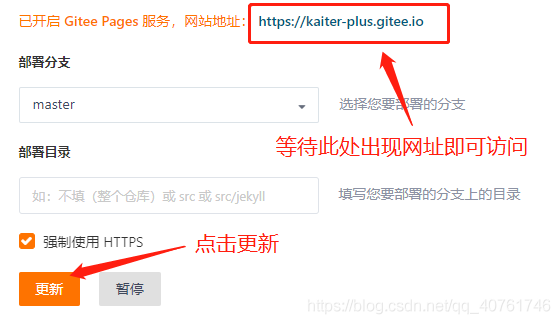 已开启 Gitee Pages 服务，网站地址： https://kaiter-plus.gitee.io
部署分支
master 选择您要部署的分支
等待此处出现网址即可访问
部署目录
如：不填（整个仓库）或 src 或 src/jekyll 填写您要部署的分支上的目录
强制使用 HTTPS
点击更新
更新 暂停
https://blog.csdn.net/qq_40761746